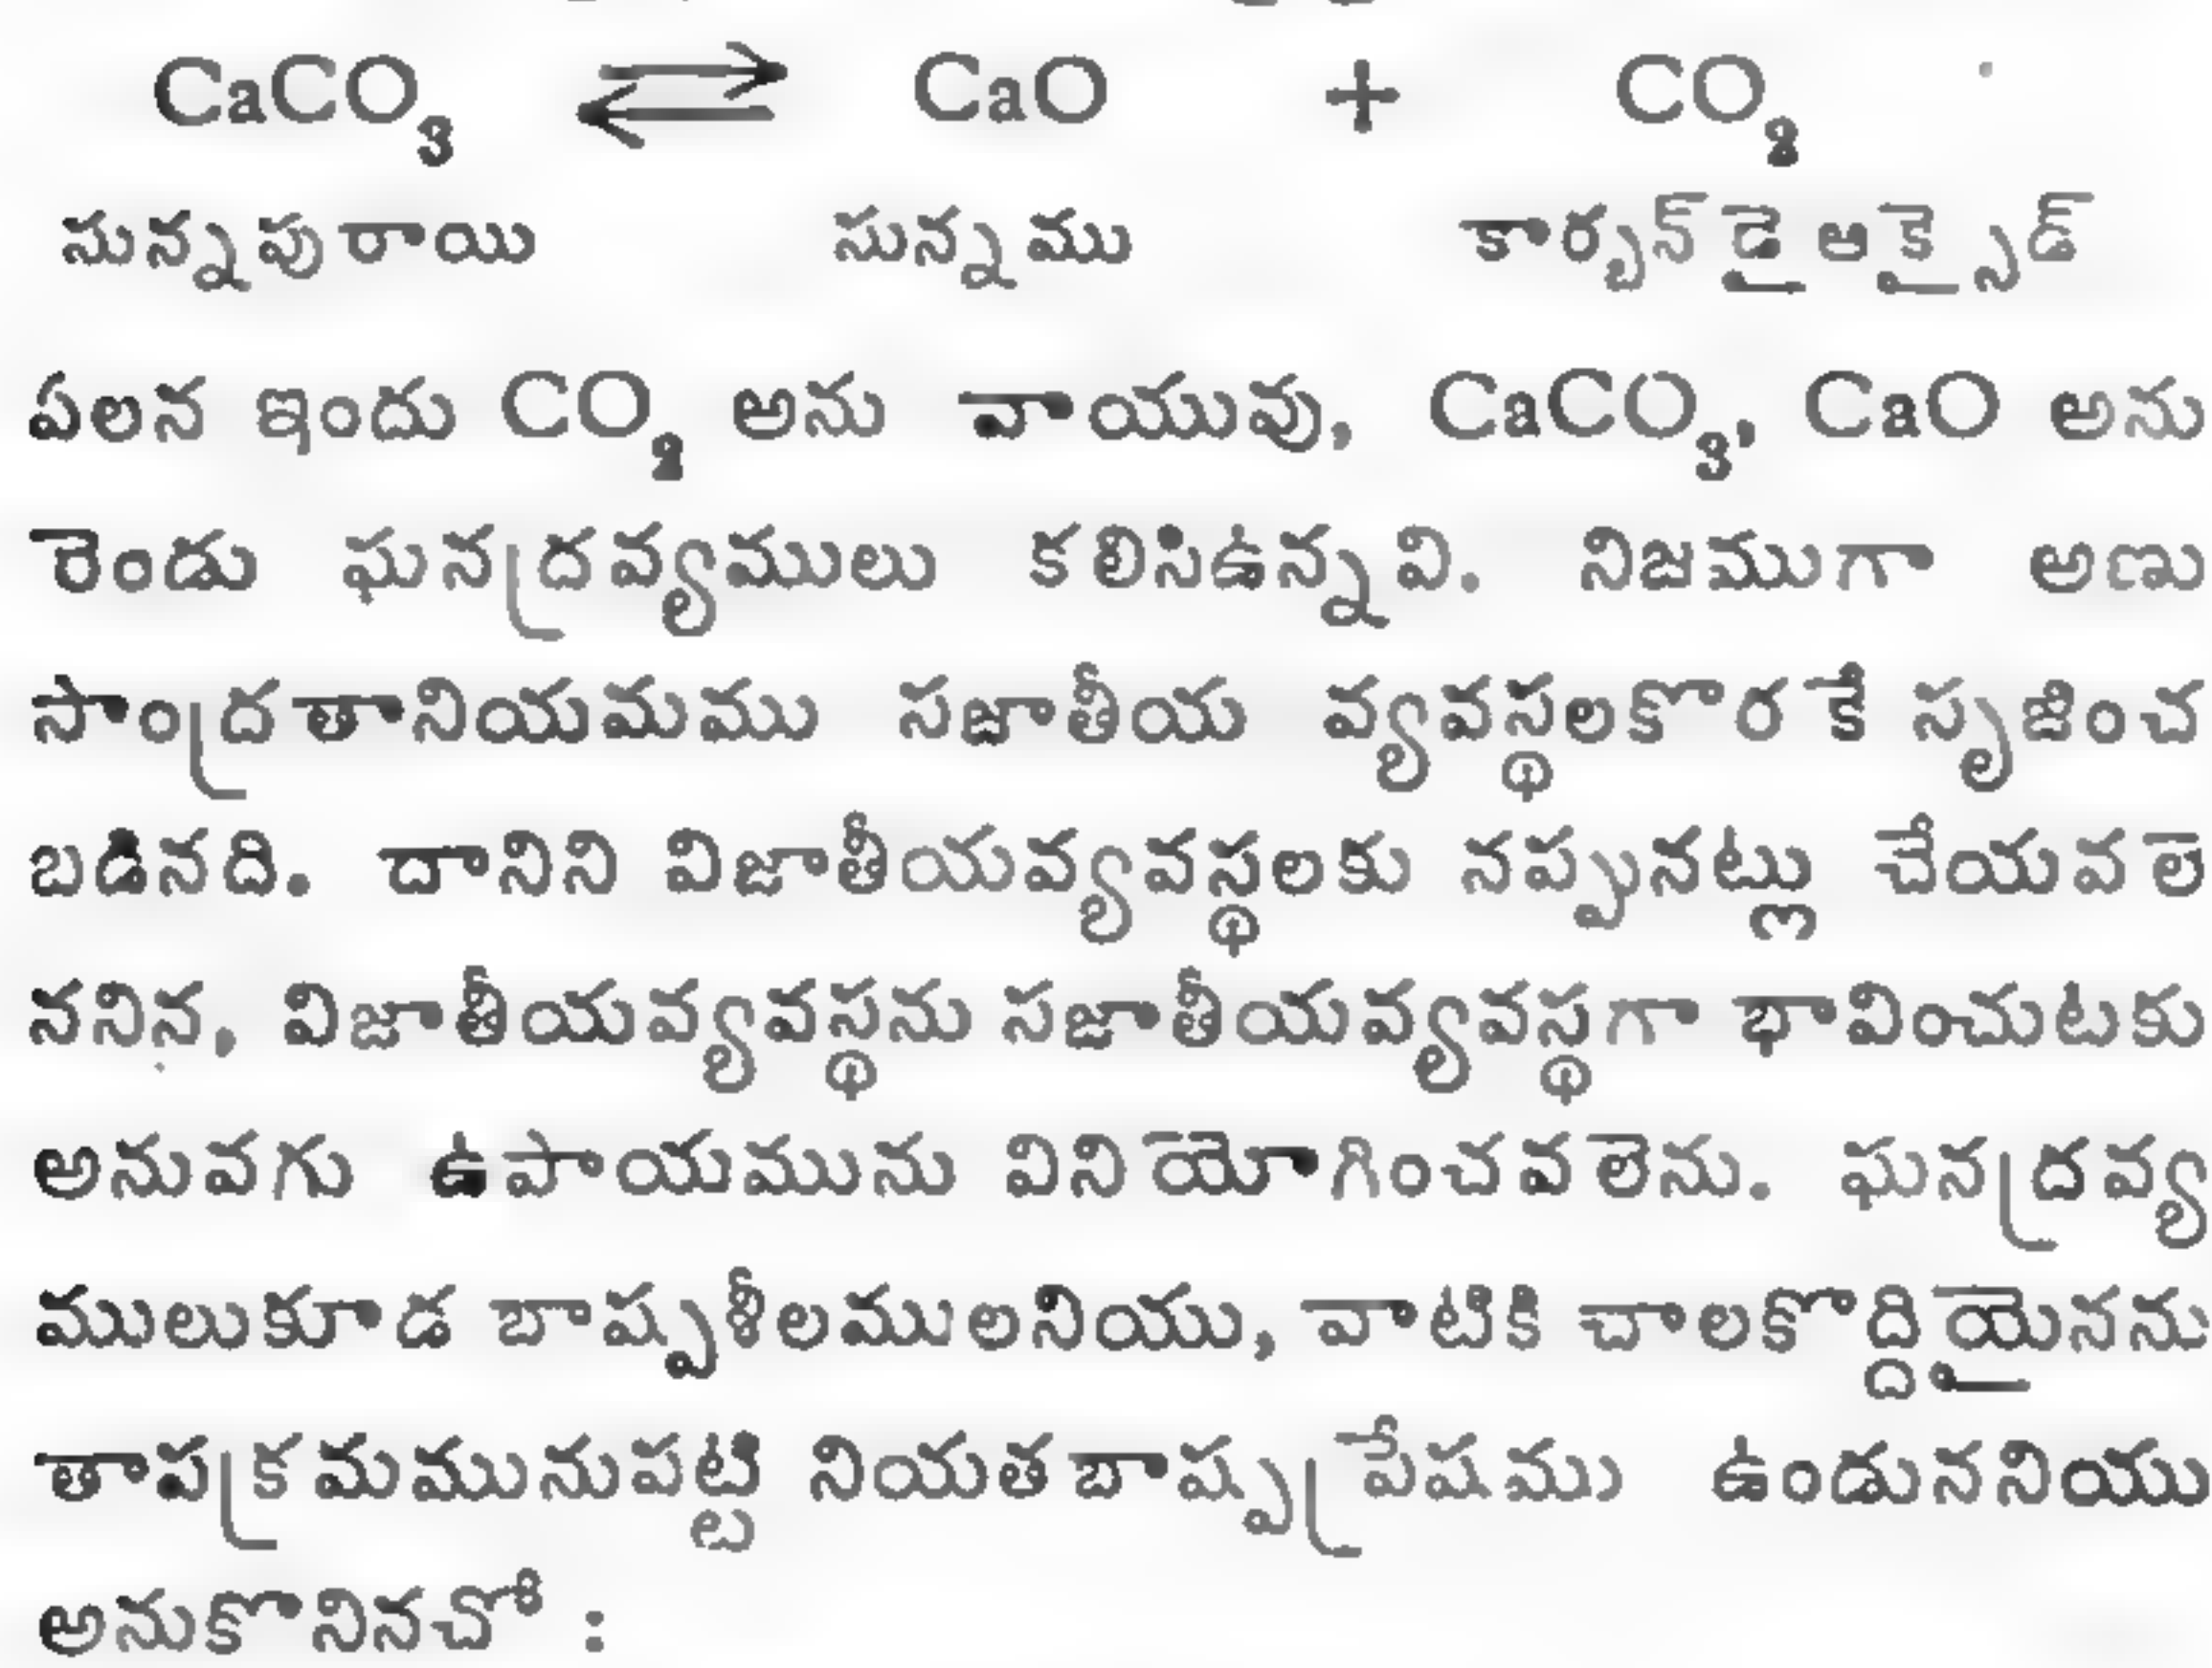 CaCO₃ ⇌ CaO + CO₂
సున్నపురాయి సున్నము కార్బన్ డై ఆక్సైడ్
ఏలన ఇందు CO₂ అను వాయువు, CaCO₃, CaO అను
రెండు ఘనద్రవ్యములు కలిసిఉన్నవి. నిజముగా అణు
సాంద్రతానియమము సజాతీయ వ్యవస్థలకొరకే సృజించ
బడినది. దానిని విజాతీయవ్యవస్థలకు నప్పునట్లు చేయవలె
ననిన, విజాతీయవ్యవస్థను సజాతీయవ్యవస్థగా భావించుటకు
అనువగు ఉపాయమును వినియోగించవలెను. ఘనద్రవ్య
ములుకూడ బాష్పశీలములనియు, వాటికి చాలకొద్దియైనను
తాపక్రమమునుపట్టి నియతబాష్పప్రేషము ఉండుననియు
అనుకొనినచో :